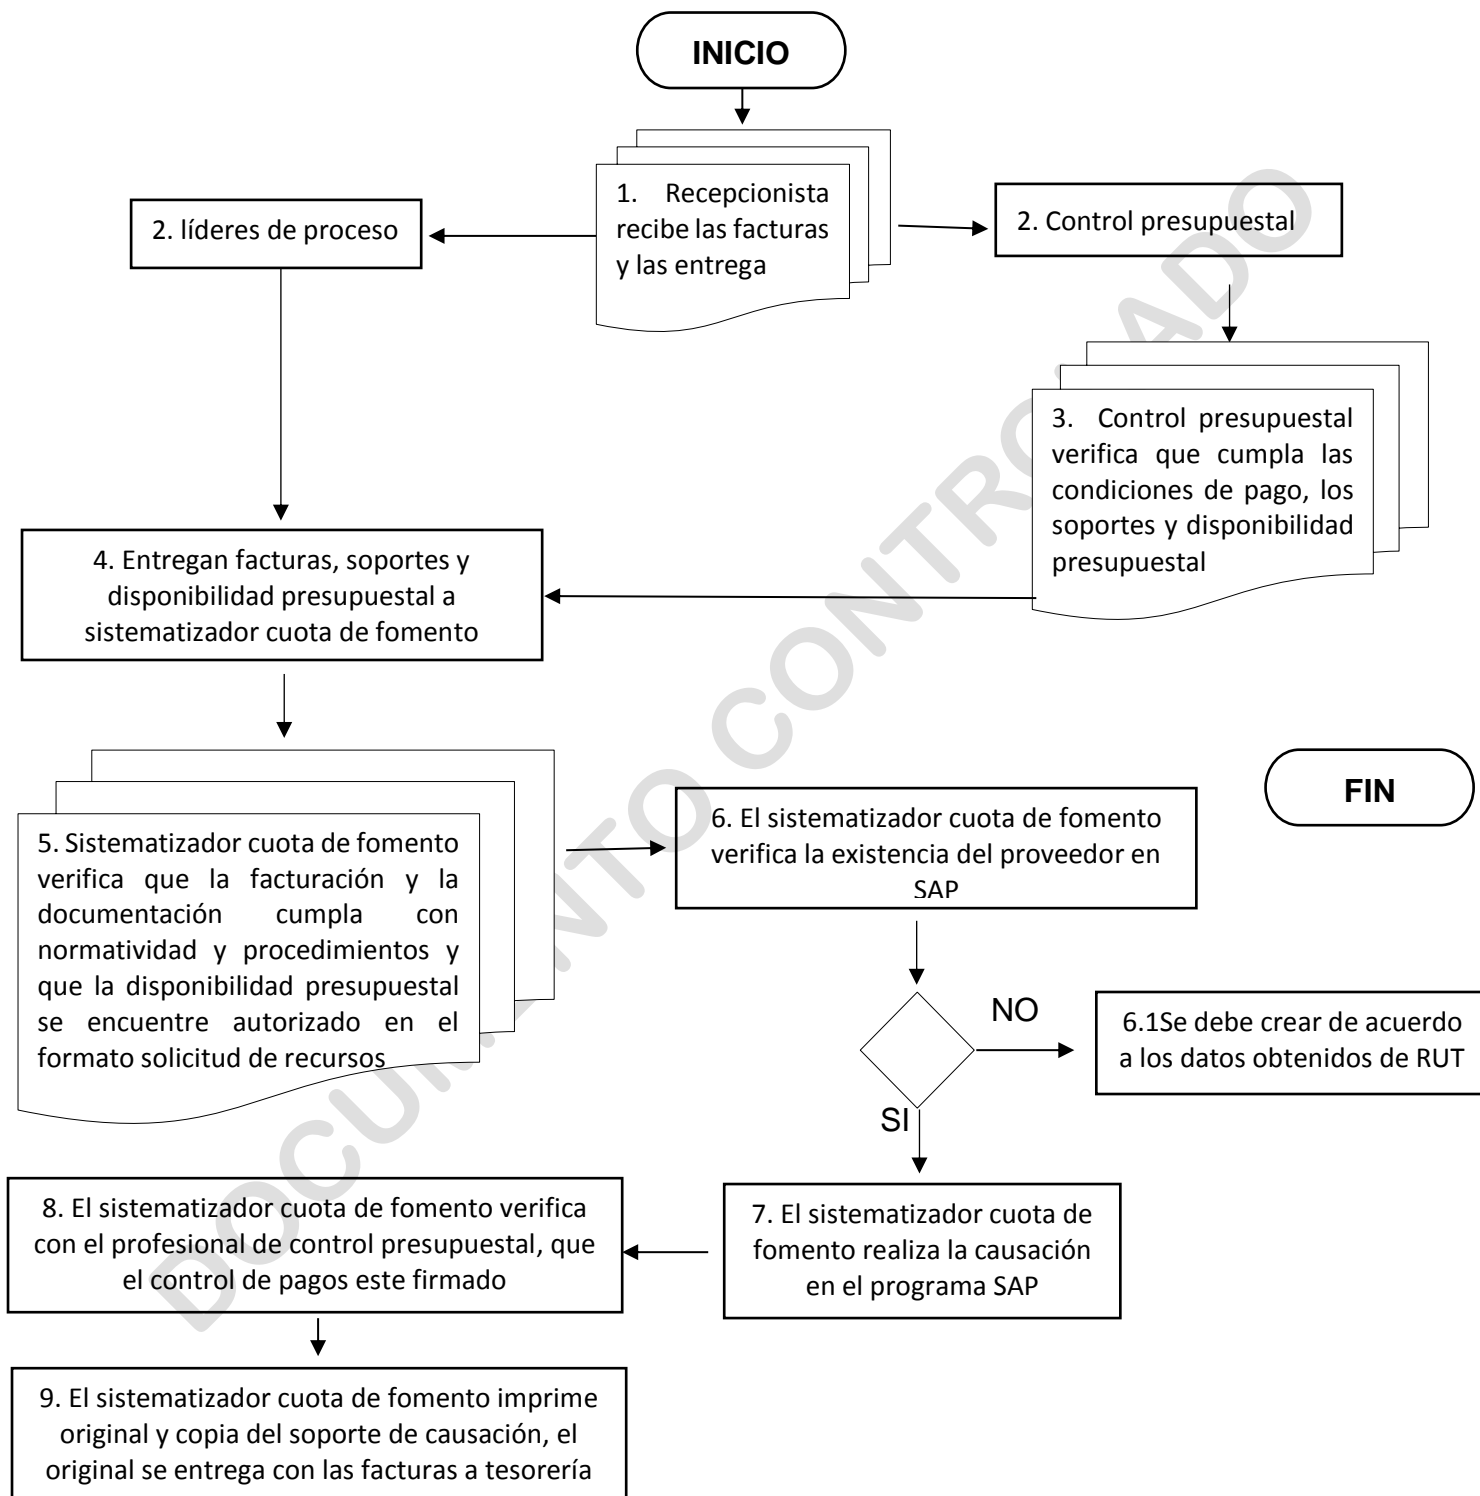 INICIO
1. Recepcionista
recibe las facturas
y las entrega
2. líderes de proceso
2. Control presupuestal
3. Control presupuestal
verifica que cumpla las
condiciones de pago, los
soportes y disponibilidad
presupuestal
4. Entregan facturas, soportes y
disponibilidad presupuestal a
sistematizador cuota de fomento
5. Sistematizador cuota de fomento
verifica que la facturación y la
documentación cumpla con
normatividad y procedimientos y
que la disponibilidad presupuestal
se encuentre autorizado en el
formato solicitud de recursos
6. El sistematizador cuota de fomento
verifica la existencia del proveedor en
SAP
FIN
NO
6.1Se debe crear de acuerdo
a los datos obtenidos de RUT
SI
7. El sistematizador cuota de
fomento realiza la causación
en el programa SAP
8. El sistematizador cuota de fomento verifica
con el profesional de control presupuestal, que
el control de pagos este firmado
9. El sistematizador cuota de fomento imprime
original y copia del soporte de causación, el
original se entrega con las facturas a tesorería
DOCUMENTO CONTROLADO